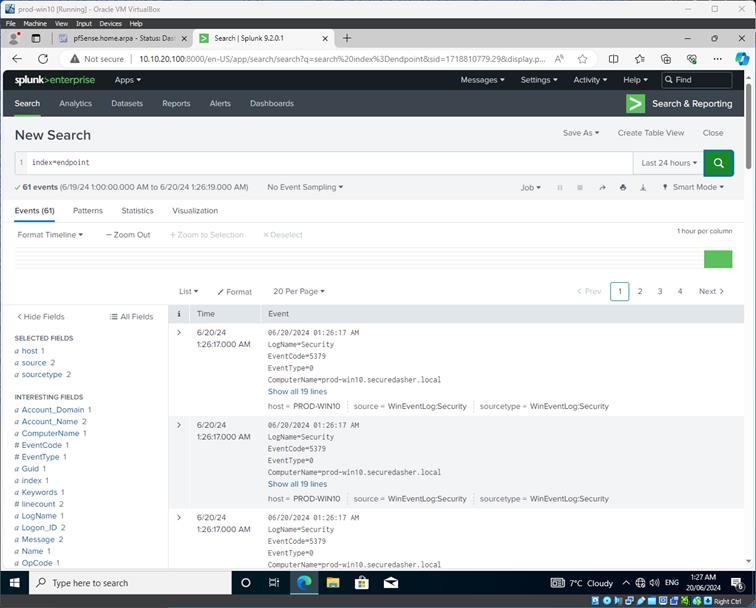 prod-win10 [Running] - Oracle VM VirtualBox
File Machine View Input Devices Help
pfSense.home.arpa - Status: Das
Search | Splunk 9.2.0.1
Not secure 10.10.20.100:8000/en-US/app/search/search?q=search%20index%3Dendpoint&sid=1718810779.29&display.p...
splunk>enterprise Apps
Messages Settings Activity Help Find
Search Analytics Datasets Reports Alerts Dashboards
Search & Reporting
New Search
Save As Create Table View Close
1 index=endpoint
Last 24 hours
61 events (6/19/24 1:00:00.000 AM to 6/20/24 1:26:19.000 AM) No Event Sampling
Job Smart Mode
Events (61) Patterns Statistics Visualization
Format Timeline — Zoom Out + Zoom to Selection × Deselect
1 hour per column
List Format 20 Per Page
< Prev 1 2 3 4 Next >
< Hide Fields All Fields
i Time Event
SELECTED FIELDS
a host 1
a source 2
a sourcetype 2
INTERESTING FIELDS
a Account_Domain 1
a Account_Name 2
a ComputerName 1
# EventCode 1
# EventType 1
a Guid 1
a index 1
a Keywords 1
# linecount 2
a LogName 1
a Logon_ID 2
a Message 2
a Name 1
a OpCode 1
6/20/24
1:26:17.000 AM
06/20/2024 01:26:17 AM
LogName=Security
EventCode=5379
EventType=0
ComputerName=prod-win10.securedasher.local
Show all 19 lines
host = PROD-WIN10 source = WinEventLog:Security sourcetype = WinEventLog:Security
6/20/24
1:26:17.000 AM
06/20/2024 01:26:17 AM
LogName=Security
EventCode=5379
EventType=0
ComputerName=prod-win10.securedasher.local
Show all 19 lines
host = PROD-WIN10 source = WinEventLog:Security sourcetype = WinEventLog:Security
6/20/24
1:26:17.000 AM
06/20/2024 01:26:17 AM
LogName=Security
EventCode=5379
EventType=0
ComputerName=prod-win10.securedasher.local
Type here to search
7°C Cloudy
ENG
1:27 AM
20/06/2024
6
Right Ctrl